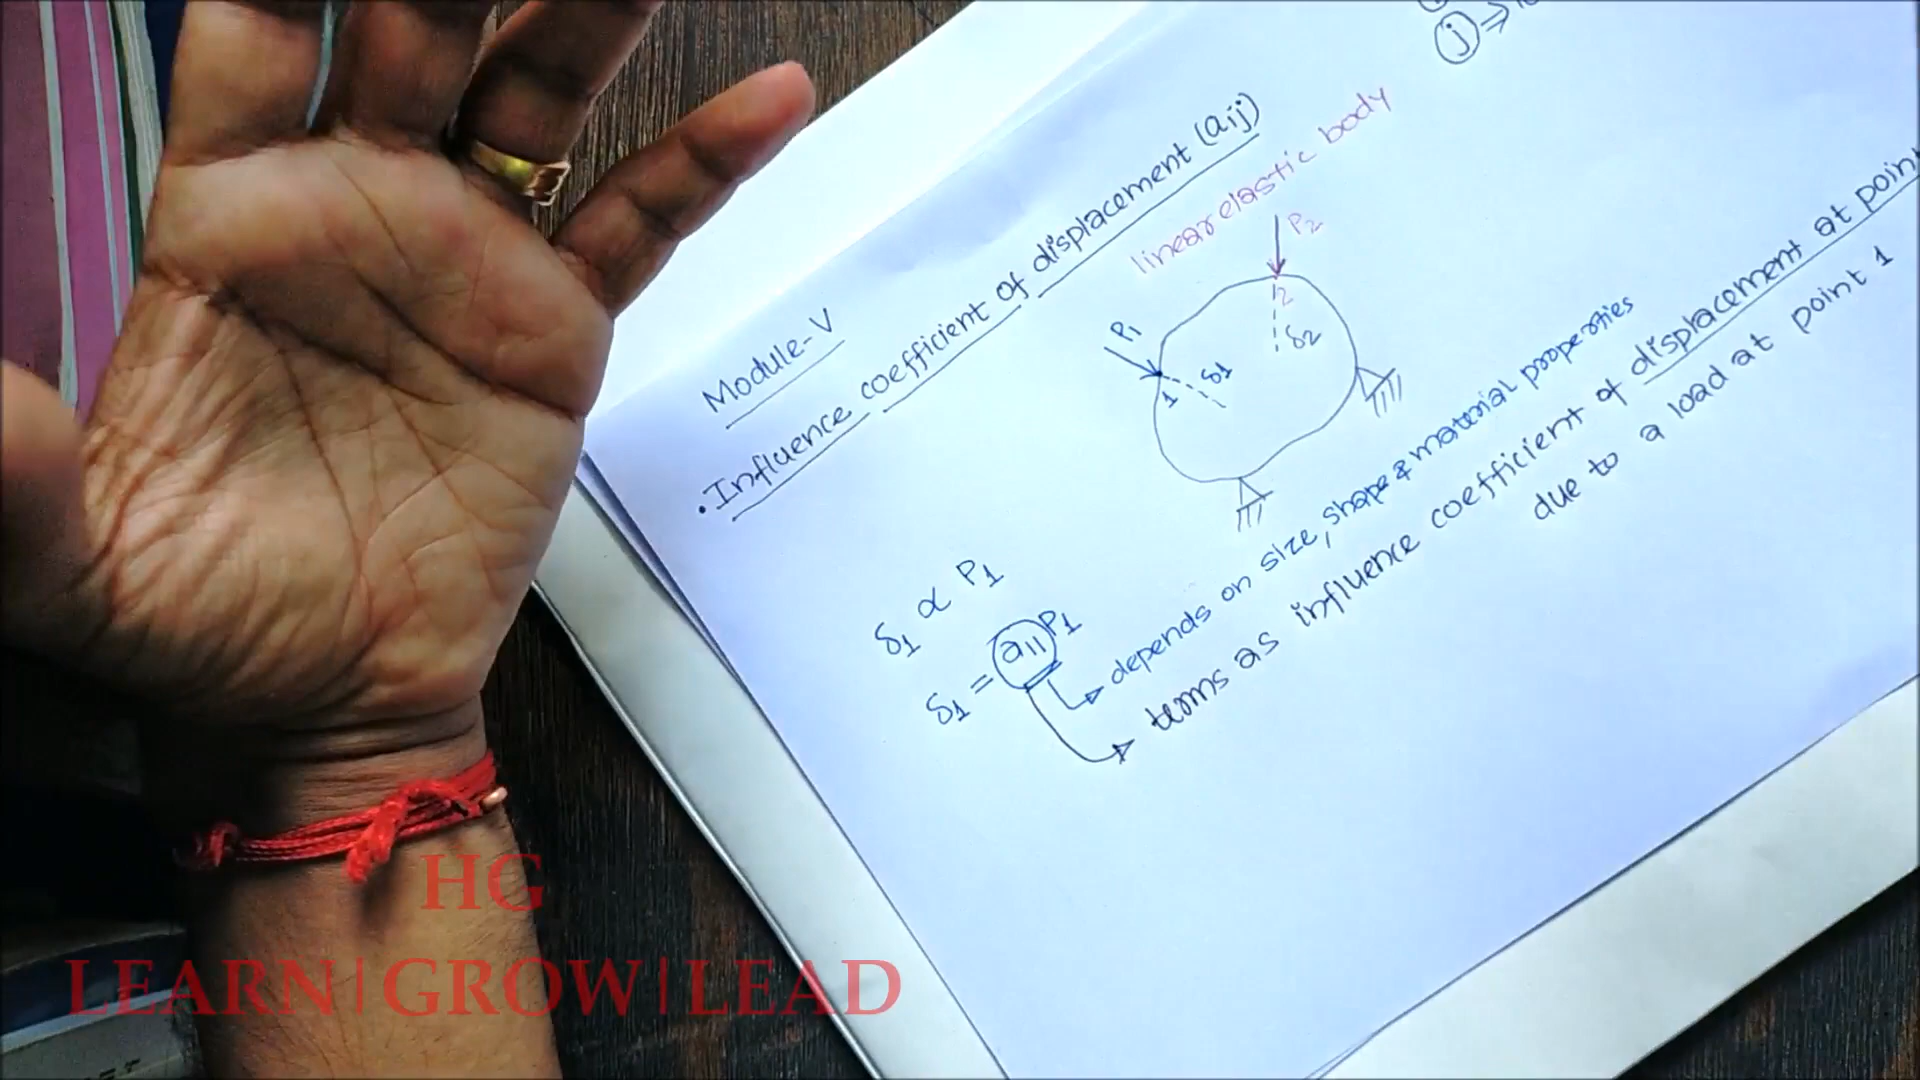 Module-V
• Influence coefficient of displacement (aij)
linear elastic body
P1
P2
1
2
δ1
δ2
δ1 ∝ P1
δ1 = a11 P1
depends on size, shape & material properties
terms as influence coefficient of displacement at point
due to a load at point 1
j ⇒
HG
LEARN|GROW|LEAD